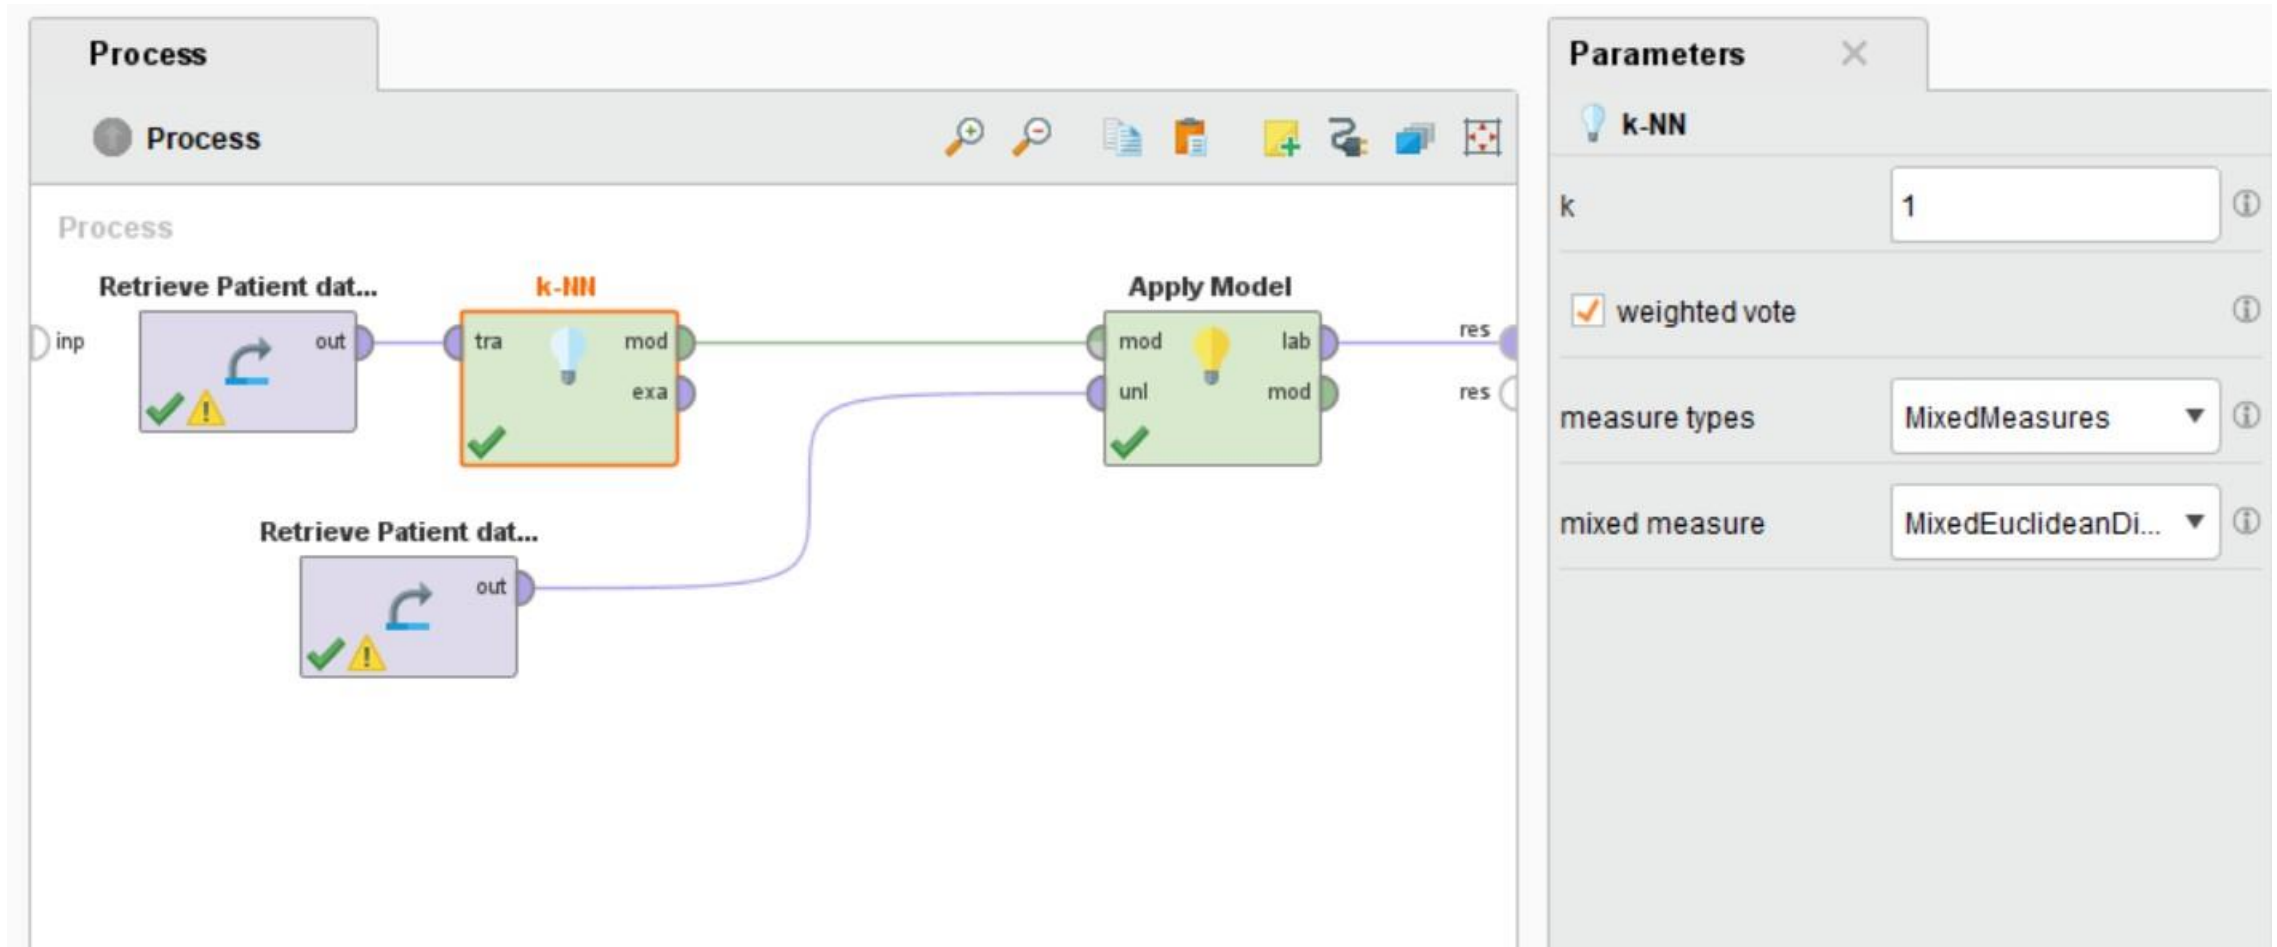 Process
Process
Process
Retrieve Patient dat...
k-NN
Apply Model
inp
out
tra
mod
exa
mod
unl
lab
mod
res
res
Retrieve Patient dat...
out
Parameters
k-NN
k
1
weighted vote
measure types
MixedMeasures
mixed measure
MixedEuclideanDi...